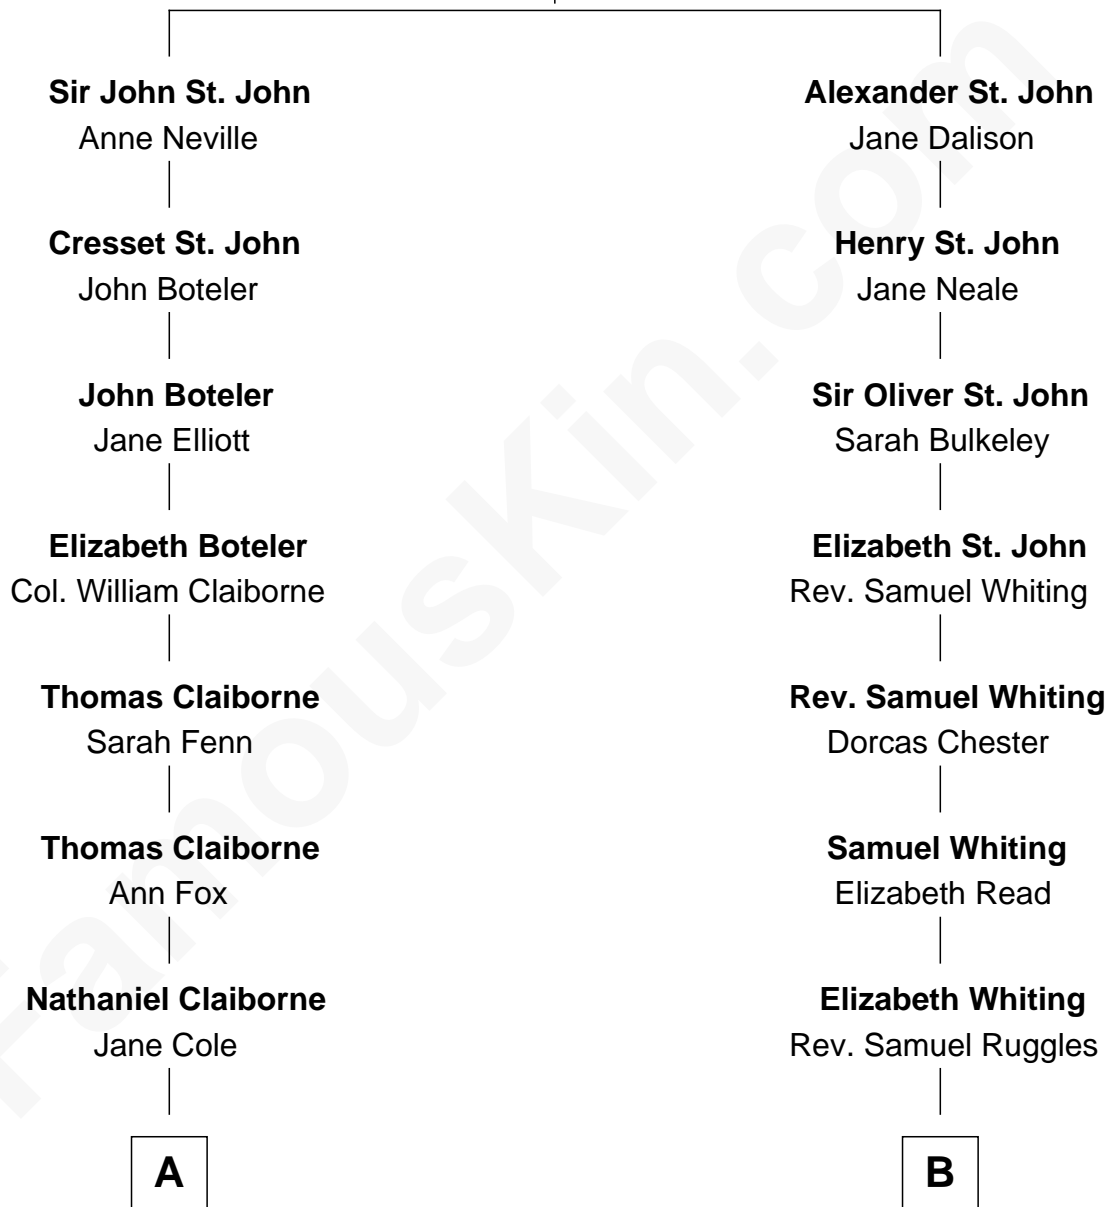 Sir John St. John
Anne Neville
Cresset St. John
John Boteler
John Boteler
Jane Elliott
Elizabeth Boteler
Col. William Claiborne
Thomas Claiborne
Sarah Fenn
Thomas Claiborne
Ann Fox
Nathaniel Claiborne
Jane Cole
A
Alexander St. John
Jane Dalison
Henry St. John
Jane Neale
Sir Oliver St. John
Sarah Bulkeley
Elizabeth St. John
Rev. Samuel Whiting
Rev. Samuel Whiting
Dorcas Chester
Samuel Whiting
Elizabeth Read
Elizabeth Whiting
Rev. Samuel Ruggles
B
FamousKin.com